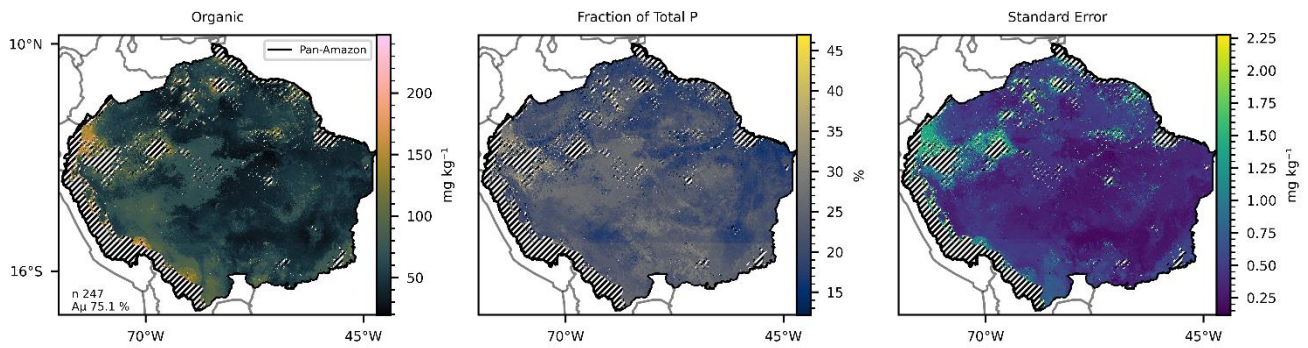 Organic
Pan-Amazon
10°N
16°S
n 247
Aμ 75.1 %
70°W
45°W
200
150
100
50
mg kg⁻¹
Fraction of Total P
70°W
45°W
45
40
35
30
25
20
15
%
Standard Error
70°W
45°W
2.25
2.00
1.75
1.50
1.25
1.00
0.75
0.50
0.25
mg kg⁻¹